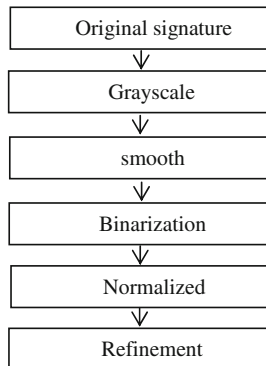 Original signature
Grayscale
smooth
Binarization
Normalized
Refinement